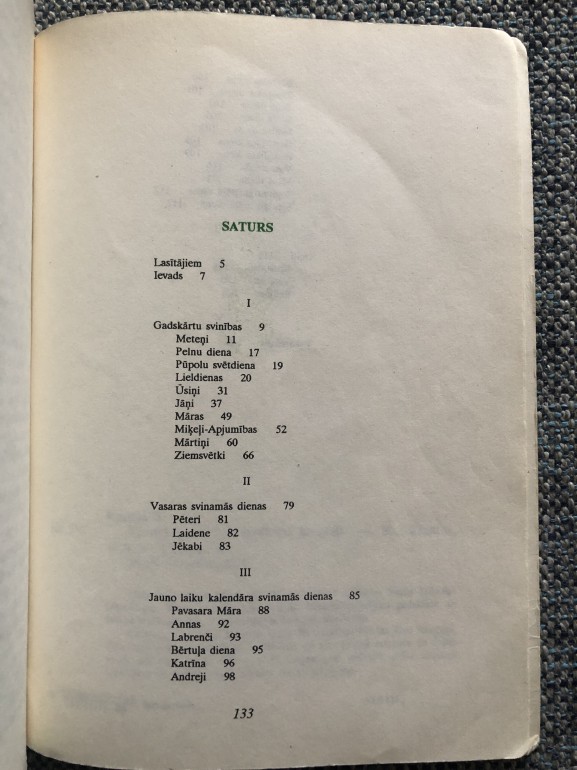 SATURS
Lasītājiem 5
Ievads 7
I
Gadskārtu svinības 9
Meteņi 11
Pelnu diena 17
Pūpolu svētdiena 19
Lieldienas 20
Ūsiņi 31
Jāņi 37
Māras 49
Miķeļi-Apjumības 52
Mārtiņi 60
Ziemsvētki 66
II
Vasaras svinamās dienas 79
Pēteri 81
Laidene 82
Jēkabi 83
III
Jauno laiku kalendāra svinamās dienas 85
Pavasara Māra 88
Annas 92
Labrenči 93
Bērtuļa diena 95
Katrīna 96
Andreji 98
133